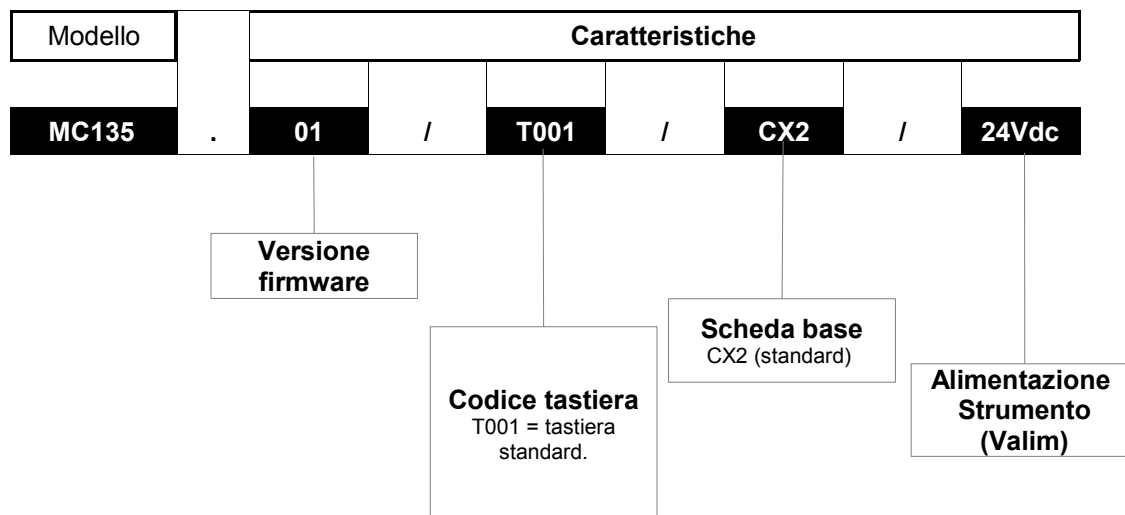 Modello Caratteristiche
MC135 . 01 / T001 / CX2 / 24Vdc
Versione
firmware
Scheda base
CX2 (standard)
Codice tastiera
T001 = tastiera
standard.
Alimentazione
Strumento
(Valim)